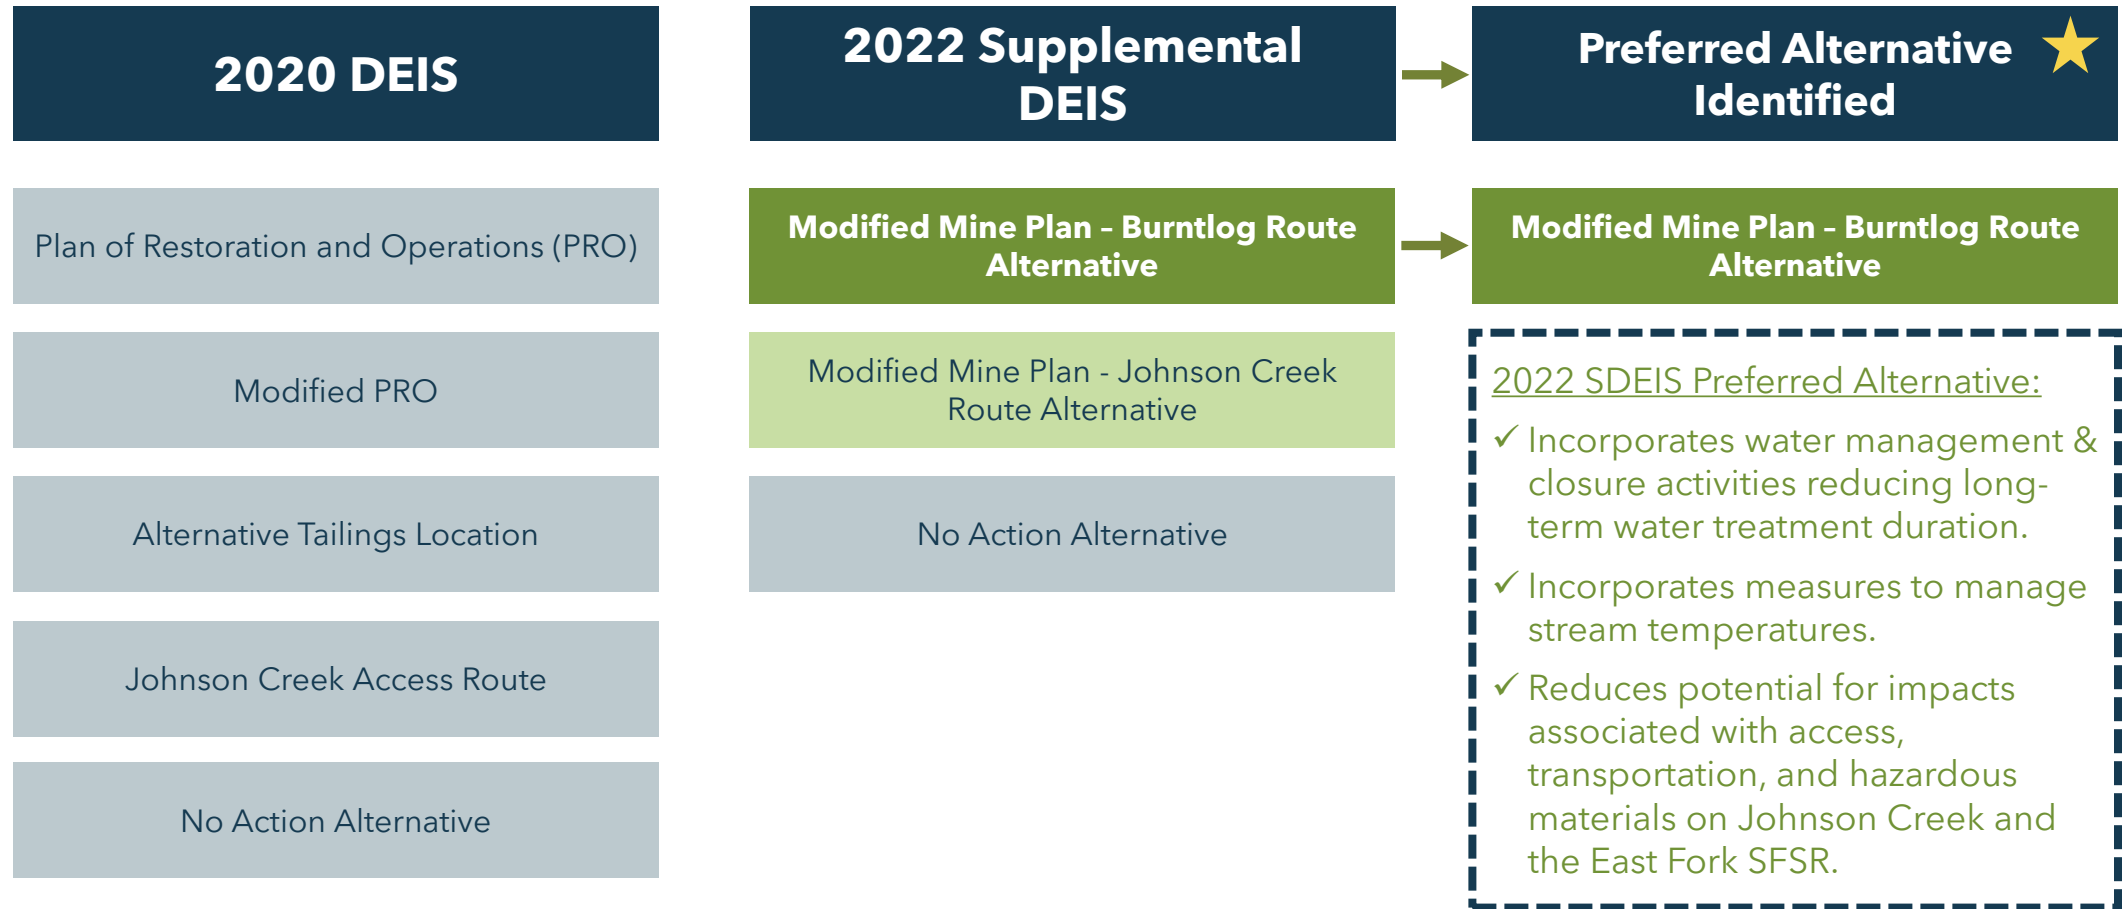 2020 DEIS
Plan of Restoration and Operations (PRO)
Modified PRO
Alternative Tailings Location
Johnson Creek Access Route
No Action Alternative
2022 Supplemental
DEIS
Modified Mine Plan – Burntlog Route
Alternative
Modified Mine Plan - Johnson Creek
Route Alternative
No Action Alternative
Preferred Alternative
Identified
Modified Mine Plan – Burntlog Route
Alternative
2022 SDEIS Preferred Alternative:
✓ Incorporates water management &
closure activities reducing long-
term water treatment duration.
✓ Incorporates measures to manage
stream temperatures.
✓ Reduces potential for impacts
associated with access,
transportation, and hazardous
materials on Johnson Creek and
the East Fork SFSR.